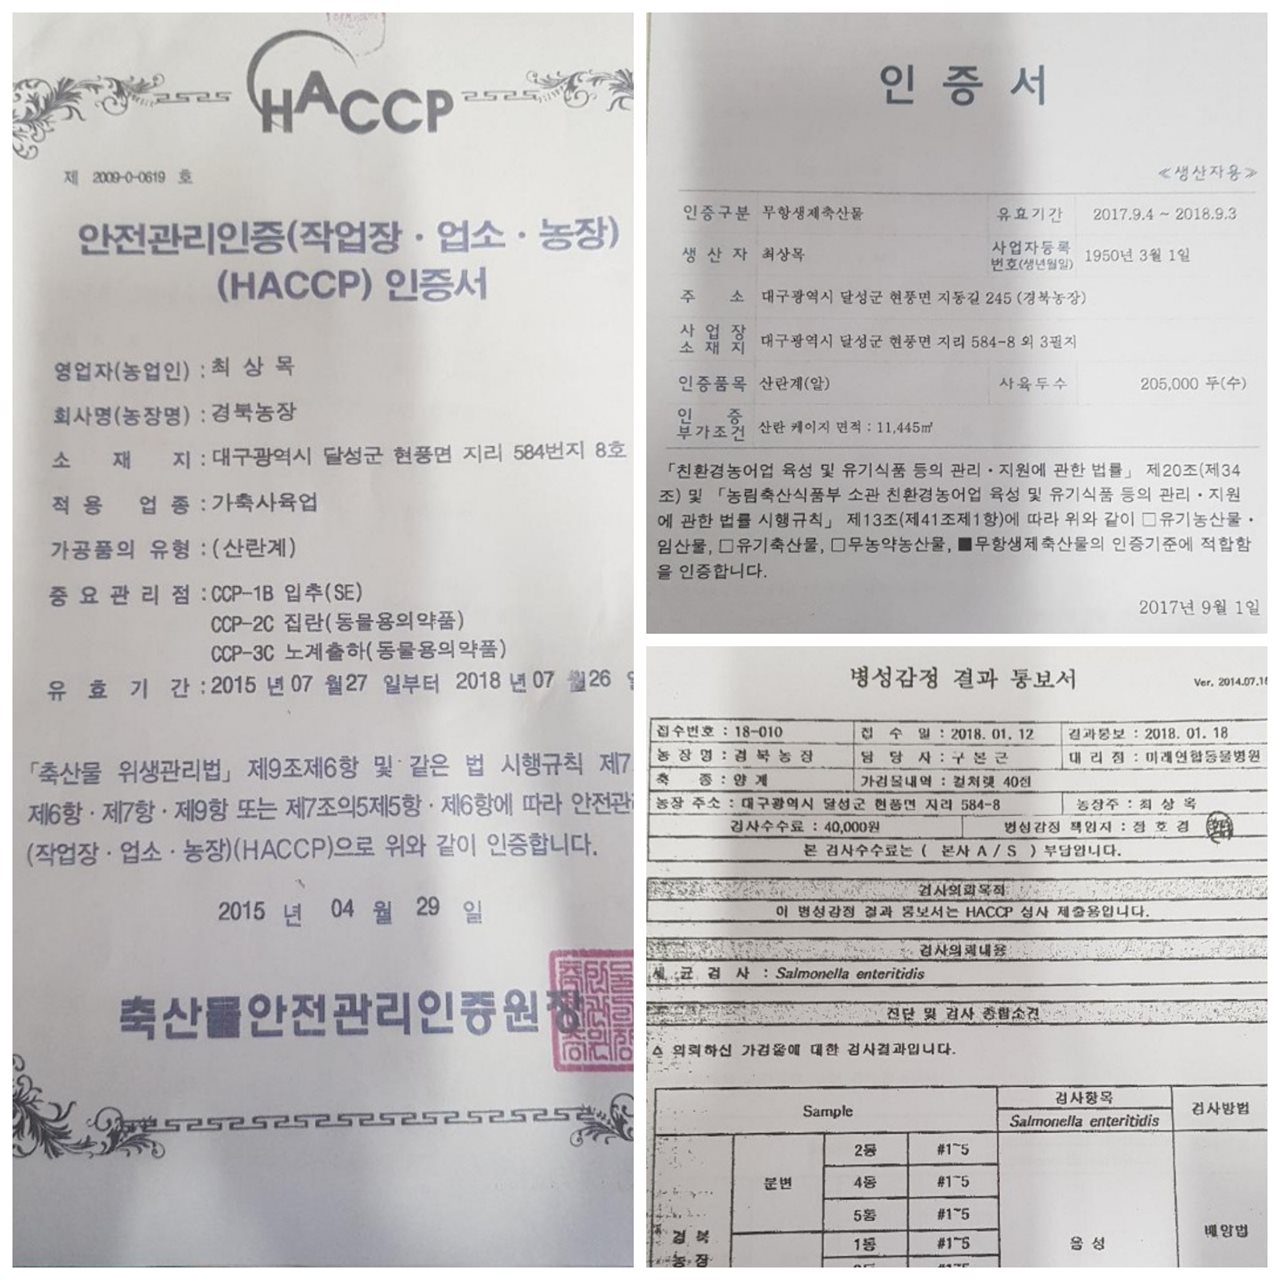 HACCP
제 2009-0-0619 호
안전관리인증(작업장·업소·농장)
(HACCP) 인증서
영업자(농업인) : 최 상 목
회사명(농장명) : 경북농장
소 재 지 : 대구광역시 달성군 현풍면 지리 584번지 8호
적용 업종 : 가축사육업
가공품의 유형 : (산란계)
중요관리점 : CCP-1B 입추(SE)
CCP-2C 집란(동물용의약품)
CCP-3C 노계출하(동물용의약품)
유 효 기 간 : 2015 년 07 월 27 일부터 2018 년 07 월 26
「축산물 위생관리법」 제9조제6항 및 같은 법 시행규칙 제7
제6항·제7항·제9항 또는 제7조의5제5항·제6항에 따라 안전관
(작업장·업소·농장)(HACCP)으로 위와 같이 인증합니다.
2015 년 04 월 29 일
축산물안전관리인증원장
인 증 서
≪생산자용≫
인증구분 무항생제축산물 유효기간 2017.9.4 ~ 2018.9.3
생 산 자 최상목 사업자등록 번호(생년월일) 1950년 3월 1일
주 소 대구광역시 달성군 현풍면 지동길 245 (경북농장)
사 업 장 소 재 지 대구광역시 달성군 현풍면 지리 584-8 외 3필지
인증품목 산란계(알) 사육두수 205,000 두(수)
인 증 부가조건 산란 케이지 면적 : 11,445㎡
「친환경농어업 육성 및 유기식품 등의 관리·지원에 관한 법률」 제20조(제34
조) 및 「농림축산식품부 소관 친환경농어업 육성 및 유기식품 등의 관리·지원
에 관한 법률 시행규칙」 제13조(제41조제1항)에 따라 위와 같이 □유기농산물·
임산물, □유기축산물, □무농약농산물, ■무항생제축산물의 인증기준에 적합함
을 인증합니다.
2017년 9월 1일
병성감정 결과 통보서
Ver. 2014.07.16
접수번호 : 18-010 접 수 일 : 2018. 01. 12 결과통보 : 2018. 01. 18
농 장 명 : 경 북 농 장 담 당 자 : 구 본 근 대 리 점 : 미래연합동물병원
축 종 : 양 계 가검물내역 : 컬처렛 40점
농장 주소 : 대구광역시 달성군 현풍면 지리 584-8 농장주 : 최 상 옥
검사수수료 : 40,000원 병성감정 책임자 : 정 호 경
본 검사수수료는 ( 본사 A / S ) 부담입니다.
검사의뢰목적
이 병성감정 결과 통보서는 HACCP 심사 제출용입니다.
검사의뢰내용
세 균 검 사 : Salmonella enteritidis
진단 및 검사 종합소견
의뢰하신 가검물에 대한 검사결과입니다.
Sample 검사항목 검사방법
Salmonella enteritidis
분변 2동 #1~5
4동 #1~5
5동 #1~5
경 북 농 장 1동 #1~5 음 성 배양법